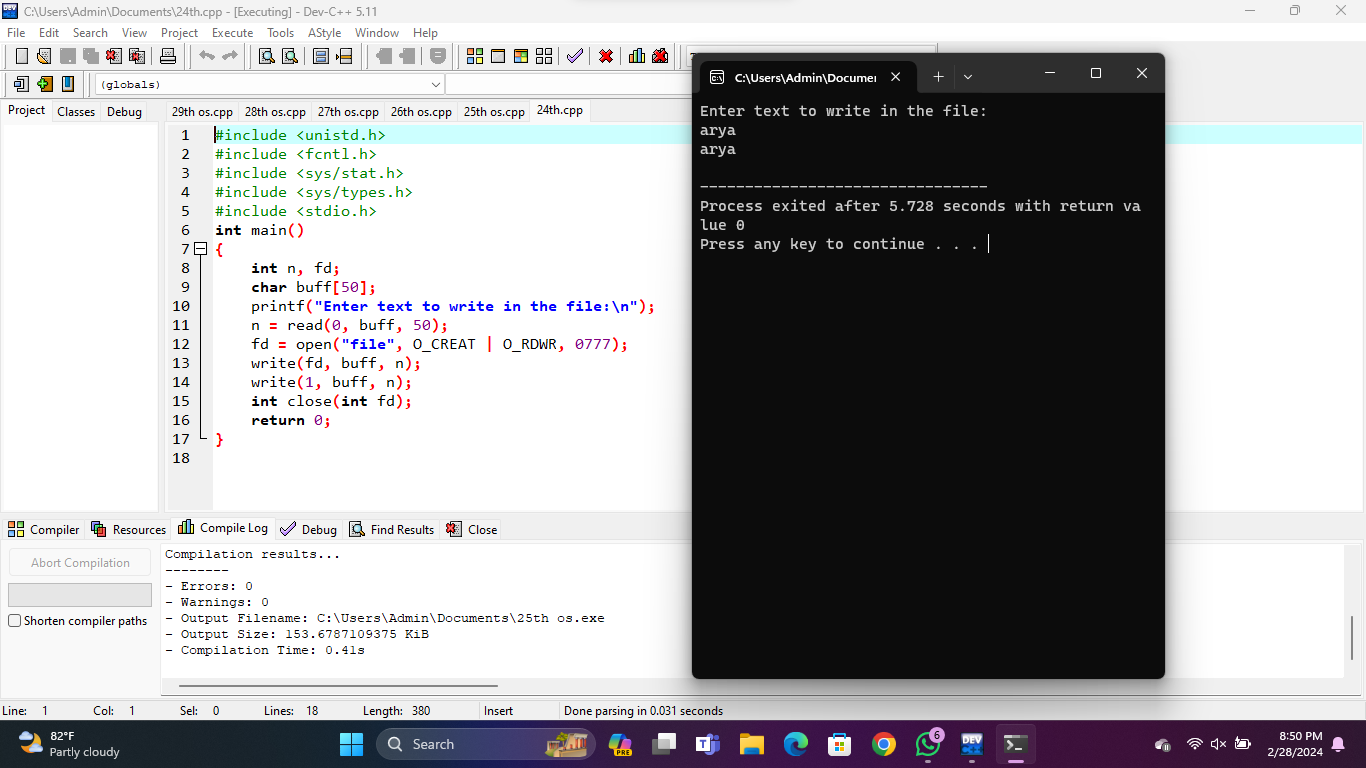 C:\Users\Admin\Documents\24th.cpp - [Executing] - Dev-C++ 5.11
File Edit Search View Project Execute Tools AStyle Window Help
(globals)
Project Classes Debug
29th os.cpp 28th os.cpp 27th os.cpp 26th os.cpp 25th os.cpp 24th.cpp
1 #include <unistd.h>
2 #include <fcntl.h>
3 #include <sys/stat.h>
4 #include <sys/types.h>
5 #include <stdio.h>
6 int main()
7 {
8 int n, fd;
9 char buff[50];
10 printf("Enter text to write in the file:\n");
11 n = read(0, buff, 50);
12 fd = open("file", O_CREAT | O_RDWR, 0777);
13 write(fd, buff, n);
14 write(1, buff, n);
15 int close(int fd);
16 return 0;
17 }
18
C:\Users\Admin\Documer
Enter text to write in the file:
arya
arya
--------------------------------
Process exited after 5.728 seconds with return va
lue 0
Press any key to continue . . .
Compiler Resources Compile Log Debug Find Results Close
Abort Compilation
Shorten compiler paths
Compilation results...
--------
- Errors: 0
- Warnings: 0
- Output Filename: C:\Users\Admin\Documents\25th os.exe
- Output Size: 153.6787109375 KiB
- Compilation Time: 0.41s
Line: 1 Col: 1 Sel: 0 Lines: 18 Length: 380 Insert Done parsing in 0.031 seconds
82°F
Partly cloudy
Search
PRE
6
DEV
8:50 PM
2/28/2024